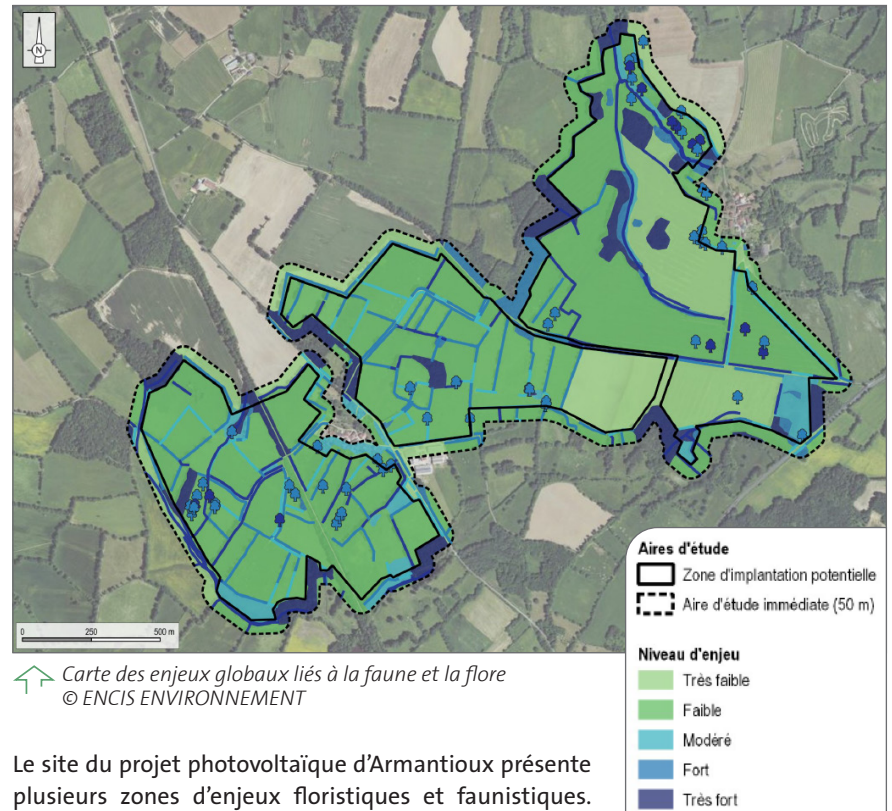 N
0 250 500 m
Carte des enjeux globaux liés à la faune et la flore
© ENCIS ENVIRONNEMENT
Le site du projet photovoltaïque d'Armantioux présente
plusieurs zones d'enjeux floristiques et faunistiques.
Aires d'étude
Zone d'implantation potentielle
Aire d'étude immédiate (50 m)
Niveau d'enjeu
Très faible
Faible
Modéré
Fort
Très fort